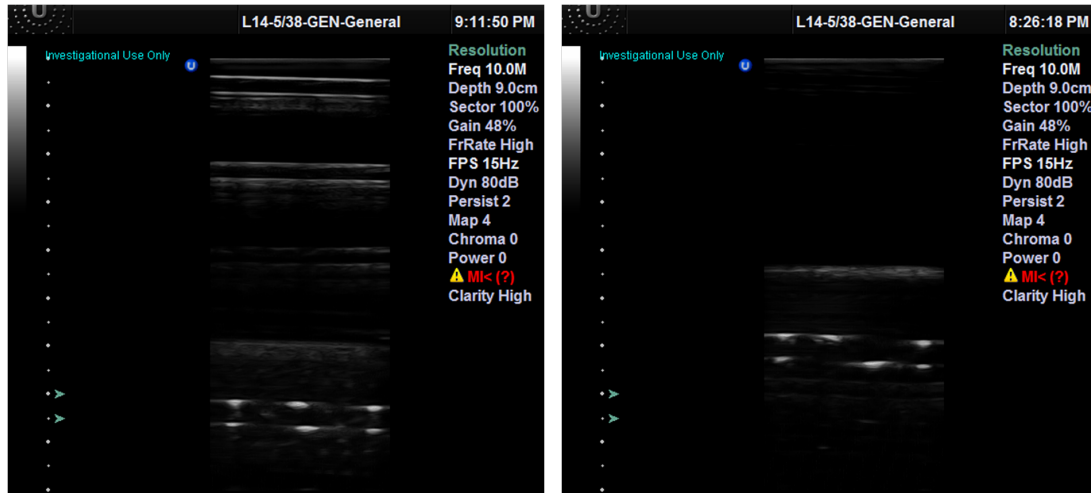 L14-5/38-GEN-General 9:11:50 PM
Investigational Use Only
Resolution
Freq 10.0M
Depth 9.0cm
Sector 100%
Gain 48%
FrRate High
FPS 15Hz
Dyn 80dB
Persist 2
Map 4
Chroma 0
Power 0
MI< (?)
Clarity High
L14-5/38-GEN-General 8:26:18 PM
Investigational Use Only
Resolution
Freq 10.0M
Depth 9.0cm
Sector 100%
Gain 48%
FrRate High
FPS 15Hz
Dyn 80dB
Persist 2
Map 4
Chroma 0
Power 0
MI< (?)
Clarity High